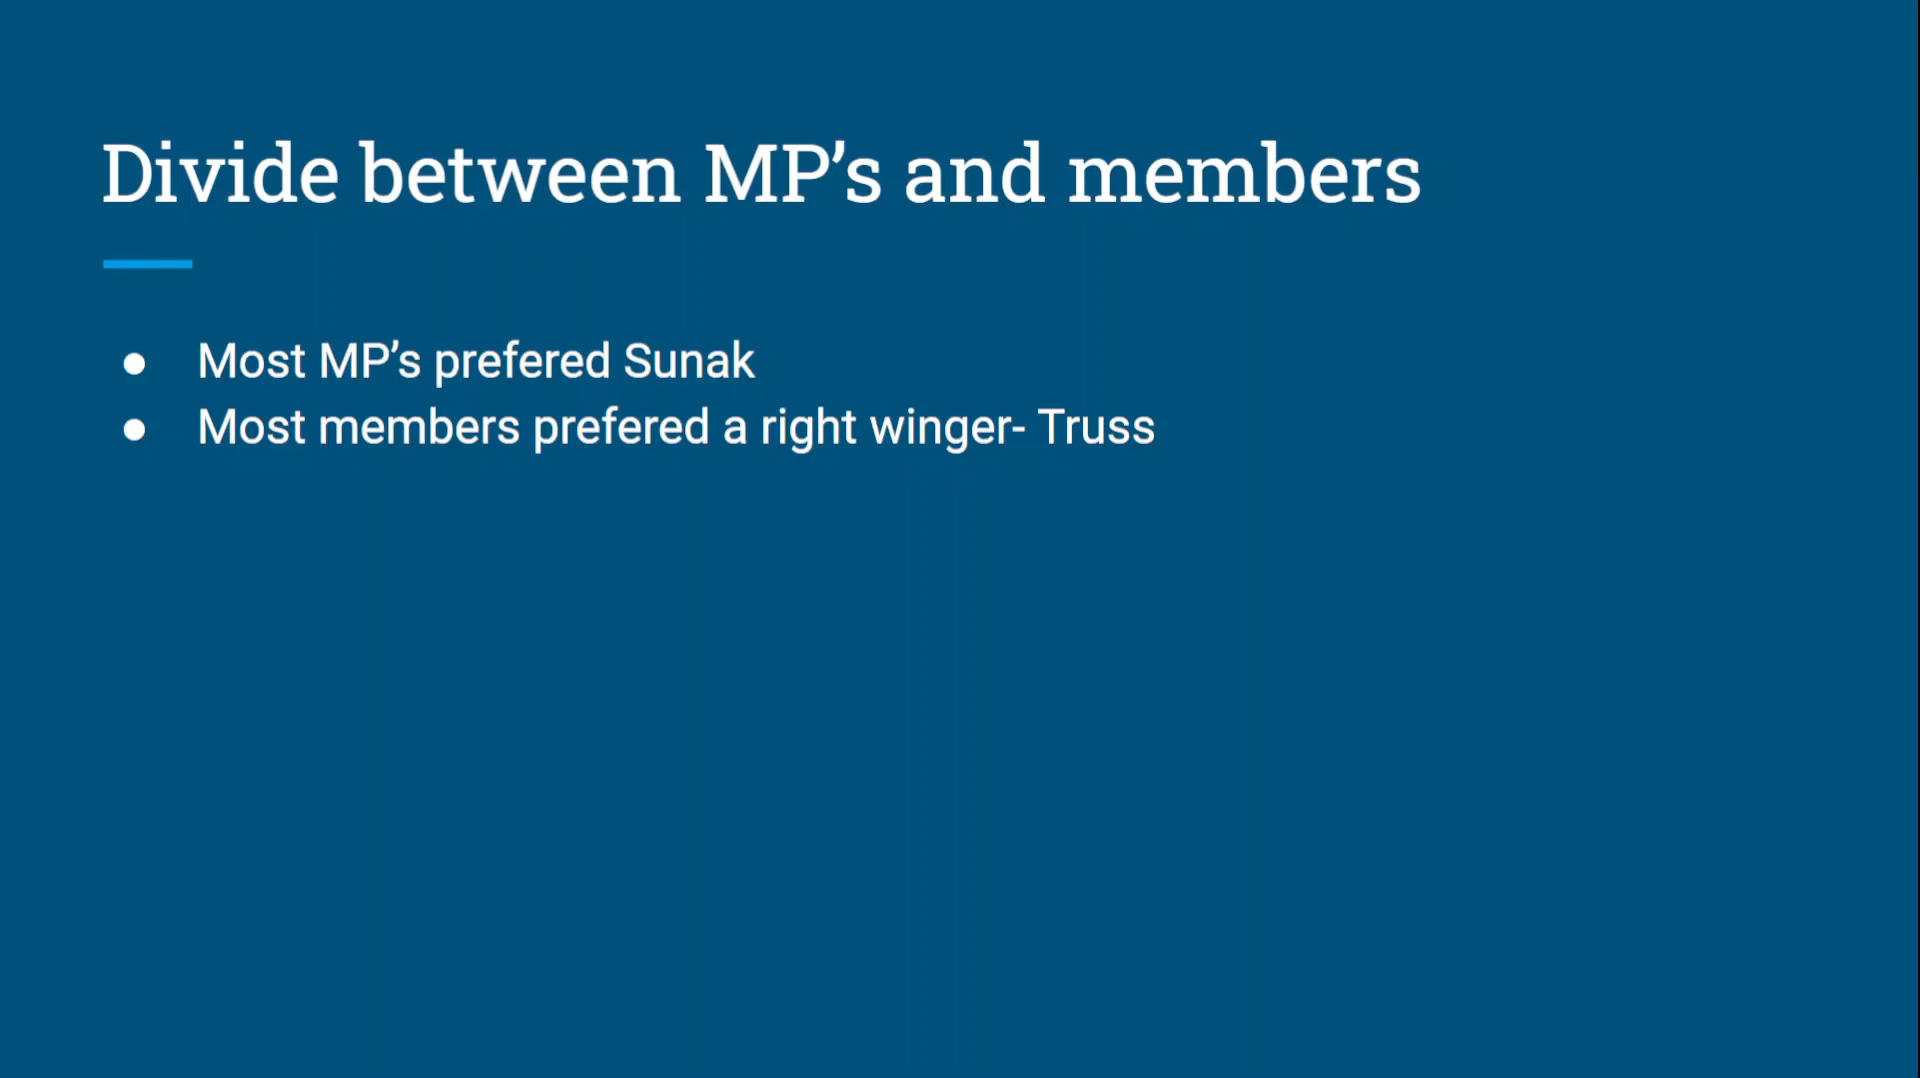 Divide between MP’s and members
● Most MP’s prefered Sunak
● Most members prefered a right winger- Truss